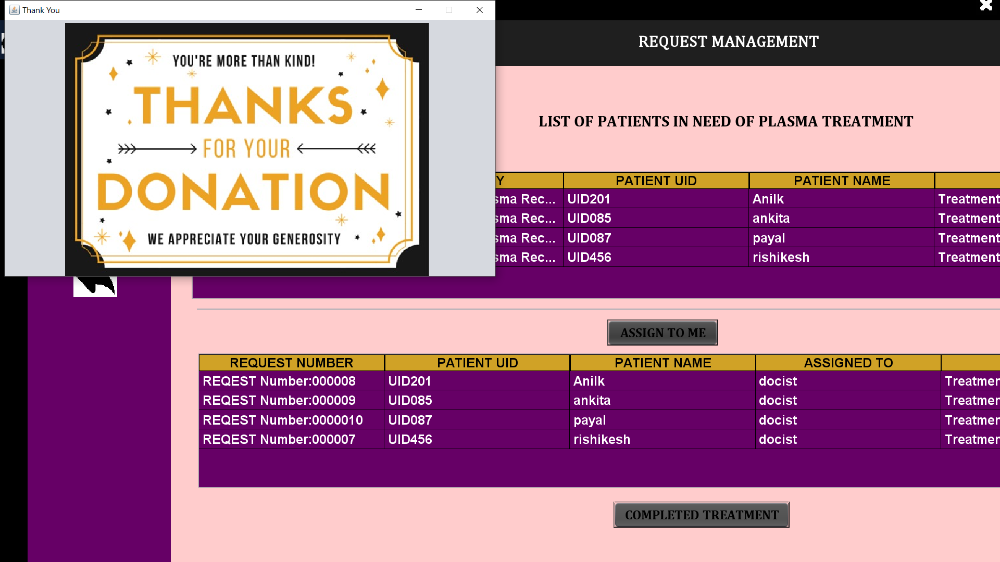 Thank You
YOU'RE MORE THAN KIND!
THANKS
FOR YOUR
DONATION
WE APPRECIATE YOUR GENEROSITY
REQUEST MANAGEMENT
LIST OF PATIENTS IN NEED OF PLASMA TREATMENT
Y PATIENT UID PATIENT NAME
sma Rec... UID201 Anilk Treatment
sma Rec... UID085 ankita Treatment
sma Rec... UID087 payal Treatment
sma Rec... UID456 rishikesh Treatment
ASSIGN TO ME
REQUEST NUMBER PATIENT UID PATIENT NAME ASSIGNED TO
REQEST Number:000008 UID201 Anilk docist Treatmen
REQEST Number:000009 UID085 ankita docist Treatmen
REQEST Number:0000010 UID087 payal docist Treatmen
REQEST Number:000007 UID456 rishikesh docist Treatmen
COMPLETED TREATMENT